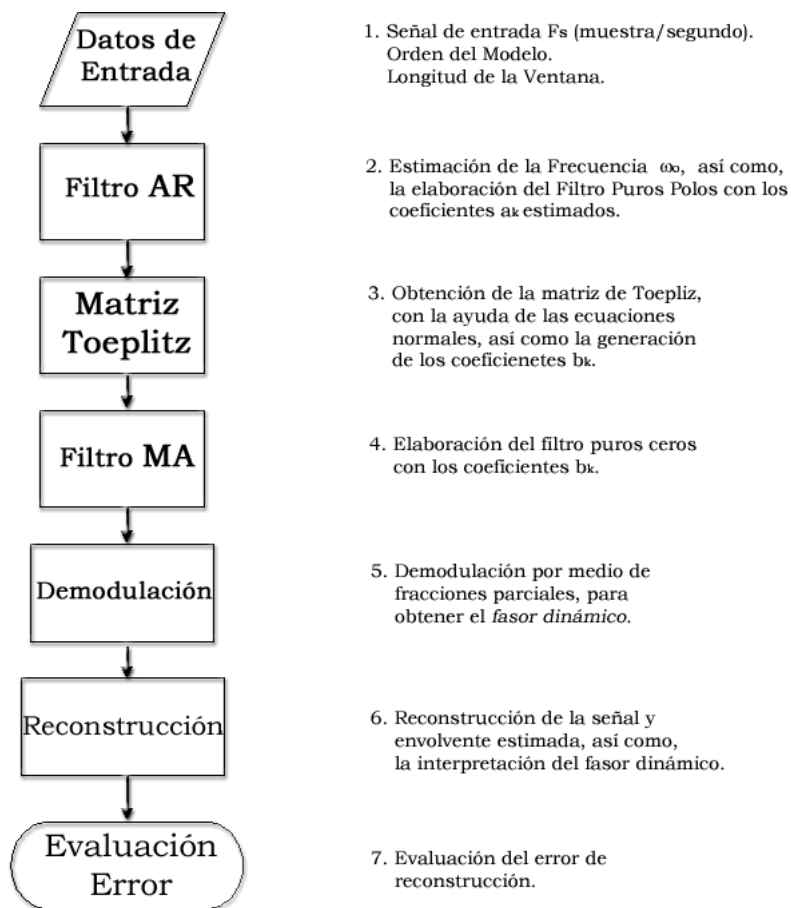 Datos de
Entrada
1. Señal de entrada Fs (muestra/segundo).
Orden del Modelo.
Longitud de la Ventana.
Filtro AR
2. Estimación de la Frecuencia ω₀, así como,
la elaboración del Filtro Puros Polos con los
coeficientes ak estimados.
Matriz
Toeplitz
3. Obtención de la matriz de Toepliz,
con la ayuda de las ecuaciones
normales, así como la generación
de los coeficienetes bk.
Filtro MA
4. Elaboración del filtro puros ceros
con los coeficientes bk.
Demodulación
5. Demodulación por medio de
fracciones parciales, para
obtener el fasor dinámico.
Reconstrucción
6. Reconstrucción de la señal y
envolvente estimada, así como,
la interpretación del fasor dinámico.
Evaluación
Error
7. Evaluación del error de
reconstrucción.